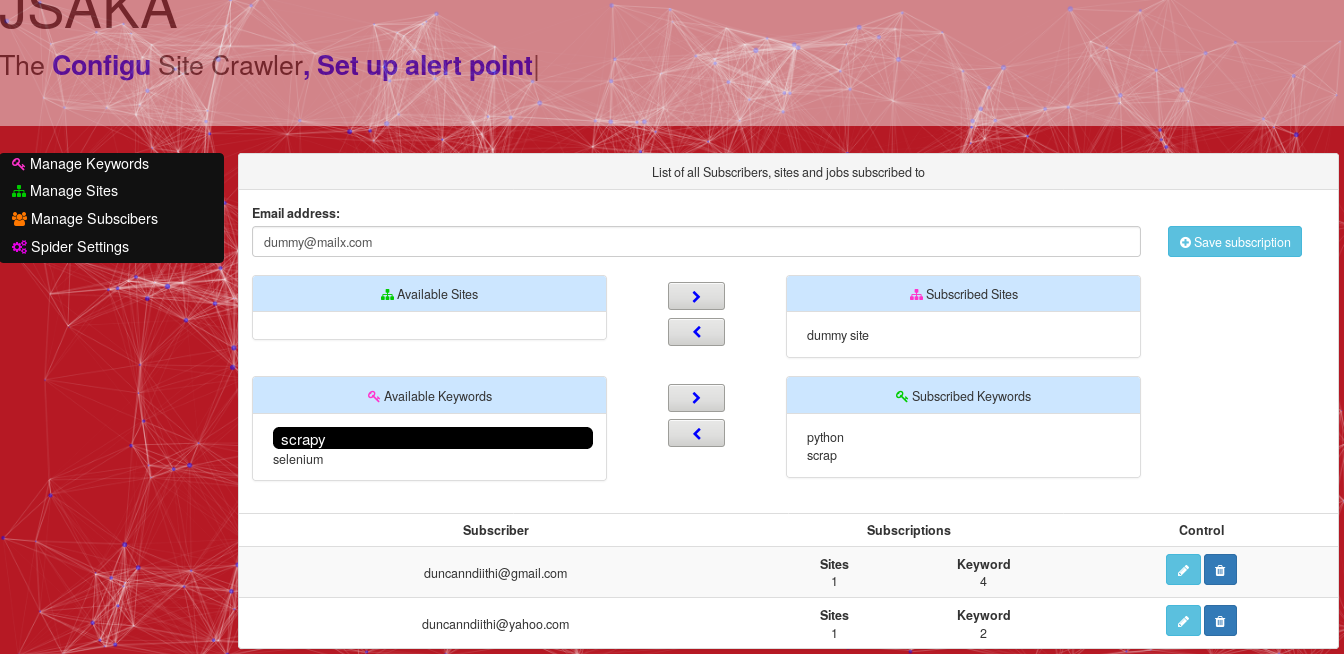 JSAKA
The Configu Site Crawler, Set up alert point|
Manage Keywords
Manage Sites
Manage Subscibers
Spider Settings
List of all Subscribers, sites and jobs subscribed to
Email address:
dummy@mailx.com
Save subscription
Available Sites
Subscribed Sites
dummy site
Available Keywords
scrapy
selenium
Subscribed Keywords
python
scrap
Subscriber Subscriptions Control
duncanndiithi@gmail.com
Sites Keyword
1 4
duncanndiithi@yahoo.com
Sites Keyword
1 2